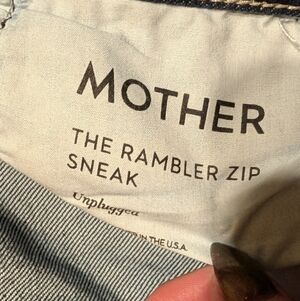 MOTHER
THE RAMBLER ZIP
SNEAK
Unplugged
IN THE U.S.A.